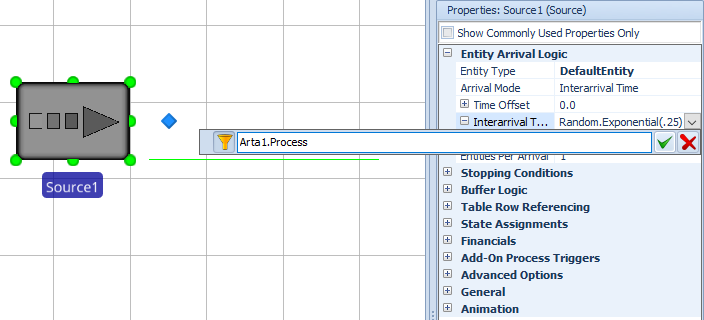 Properties: Source1 (Source)
Show Commonly Used Properties Only
Entity Arrival Logic
Entity Type DefaultEntity
Arrival Mode Interarrival Time
Time Offset 0.0
Interarrival T... Random.Exponential(.25)
Arta1.Process
Entities Per Arrival 1
Stopping Conditions
Buffer Logic
Table Row Referencing
State Assignments
Financials
Add-On Process Triggers
Advanced Options
General
Animation
Source1